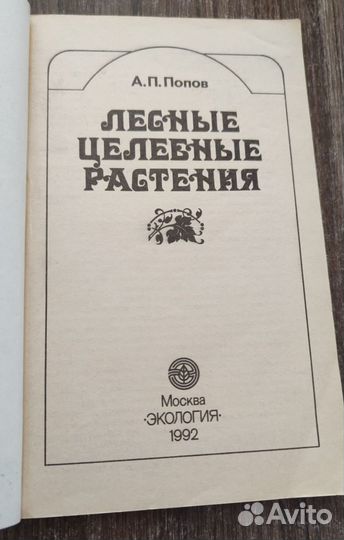 А.П.Попов
ЛЕСНЫЕ
ЦЕЛЕБНЫЕ
РАСТЕНИЯ
Москва
·ЭКОЛОГИЯ·
1992
Avito